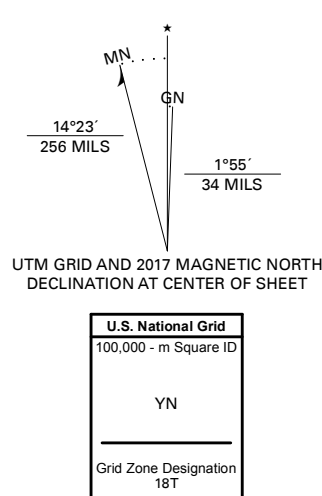 ★
MN
GN
14°23´
256 MILS
1°55´
34 MILS
UTM GRID AND 2017 MAGNETIC NORTH
DECLINATION AT CENTER OF SHEET
U.S. National Grid
100,000 - m Square ID
YN
Grid Zone Designation
18T